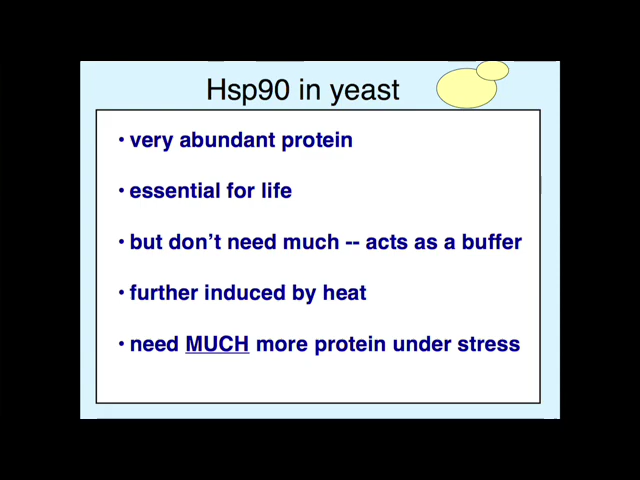 Hsp90 in yeast
• very abundant protein
• essential for life
• but don’t need much -- acts as a buffer
• further induced by heat
• need MUCH more protein under stress